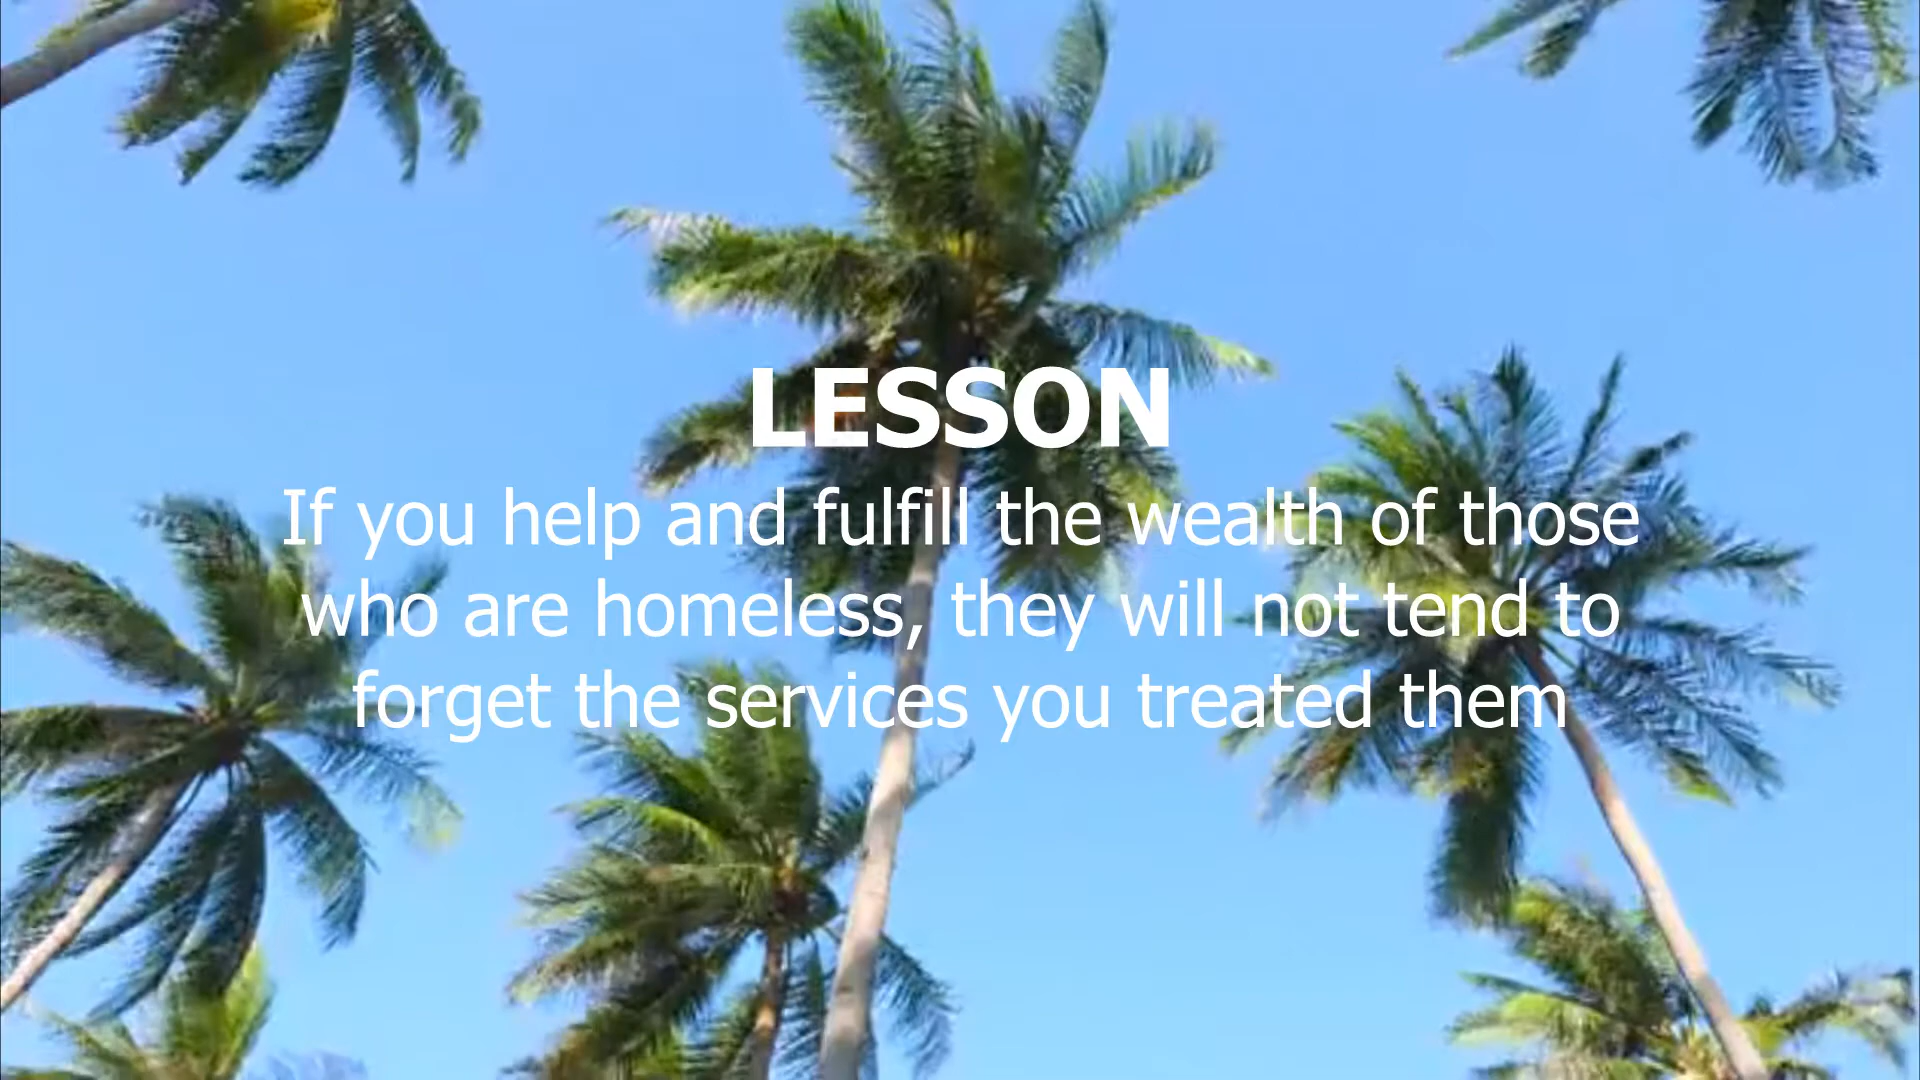 LESSON
If you help and fulfill the wealth of those
who are homeless, they will not tend to
forget the services you treated them